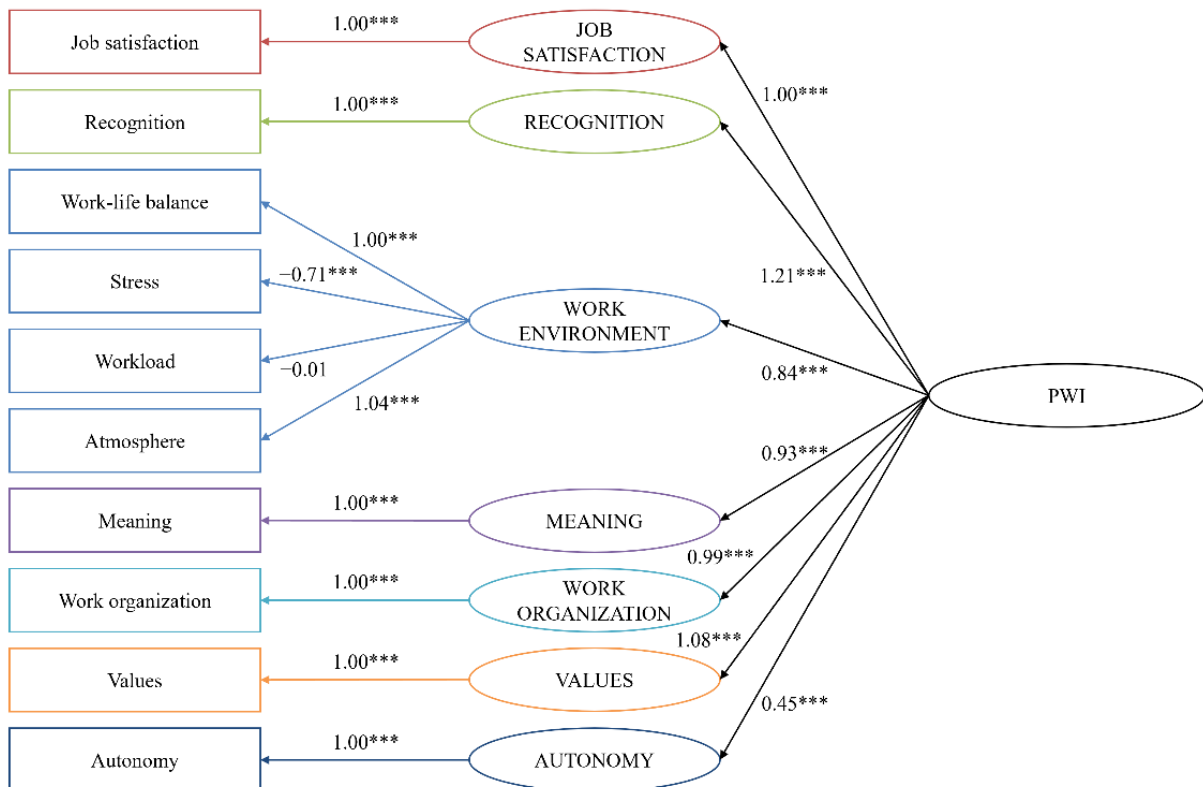 Job satisfaction
1.00***
JOB
SATISFACTION
1.00***
Recognition
1.00***
RECOGNITION
1.21***
Work-life balance
1.00***
Stress
−0.71***
WORK
ENVIRONMENT
0.84***
Workload
−0.01
Atmosphere
1.04***
PWI
0.93***
Meaning
1.00***
MEANING
0.99***
Work organization
1.00***
WORK
ORGANIZATION
1.08***
Values
1.00***
VALUES
0.45***
Autonomy
1.00***
AUTONOMY